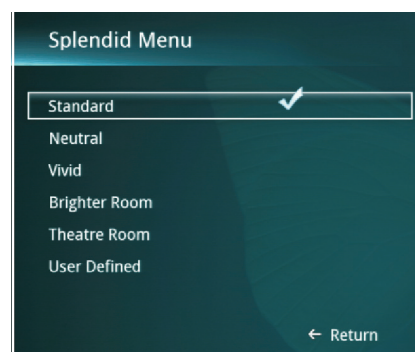 Splendid Menu
Standard
Neutral
Vivid
Brighter Room
Theatre Room
User Defined
← Return